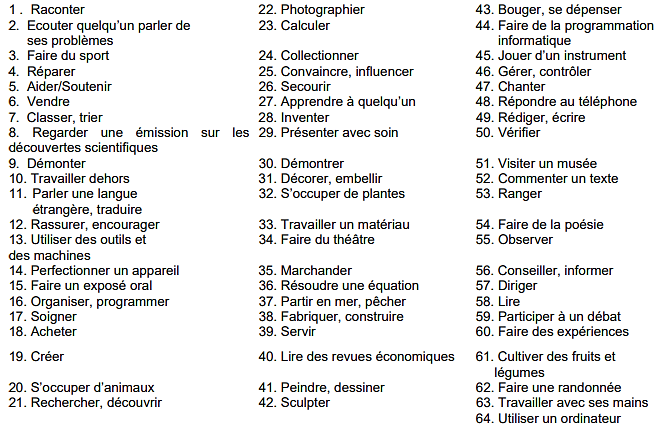 1 . Raconter
2. Ecouter quelqu’un parler de
ses problèmes
3. Faire du sport
4. Réparer
5. Aider/Soutenir
6. Vendre
7. Classer, trier
8. Regarder une émission sur les
découvertes scientifiques
9. Démonter
10. Travailler dehors
11. Parler une langue
étrangère, traduire
12. Rassurer, encourager
13. Utiliser des outils et
des machines
14. Perfectionner un appareil
15. Faire un exposé oral
16. Organiser, programmer
17. Soigner
18. Acheter
19. Créer
20. S’occuper d’animaux
21. Rechercher, découvrir
22. Photographier
23. Calculer
24. Collectionner
25. Convaincre, influencer
26. Secourir
27. Apprendre à quelqu’un
28. Inventer
29. Présenter avec soin
30. Démontrer
31. Décorer, embellir
32. S’occuper de plantes
33. Travailler un matériau
34. Faire du théâtre
35. Marchander
36. Résoudre une équation
37. Partir en mer, pêcher
38. Fabriquer, construire
39. Servir
40. Lire des revues économiques
41. Peindre, dessiner
42. Sculpter
43. Bouger, se dépenser
44. Faire de la programmation
informatique
45. Jouer d’un instrument
46. Gérer, contrôler
47. Chanter
48. Répondre au téléphone
49. Rédiger, écrire
50. Vérifier
51. Visiter un musée
52. Commenter un texte
53. Ranger
54. Faire de la poésie
55. Observer
56. Conseiller, informer
57. Diriger
58. Lire
59. Participer à un débat
60. Faire des expériences
61. Cultiver des fruits et
légumes
62. Faire une randonnée
63. Travailler avec ses mains
64. Utiliser un ordinateur